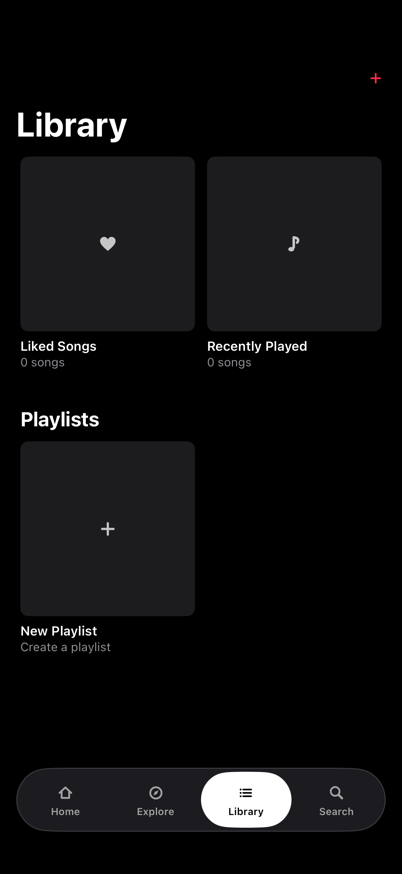 Library
Liked Songs
0 songs
Recently Played
0 songs
Playlists
New Playlist
Create a playlist
Home
Explore
Library
Search